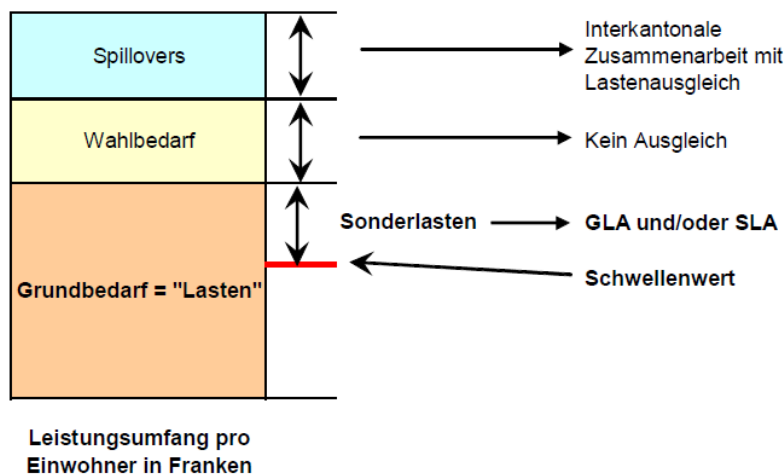 Spillovers
Interkantonale
Zusammenarbeit mit
Lastenausgleich
Wahlbedarf
Kein Ausgleich
Sonderlasten
GLA und/oder SLA
Grundbedarf = "Lasten"
Schwellenwert
Leistungsumfang pro
Einwohner in Franken